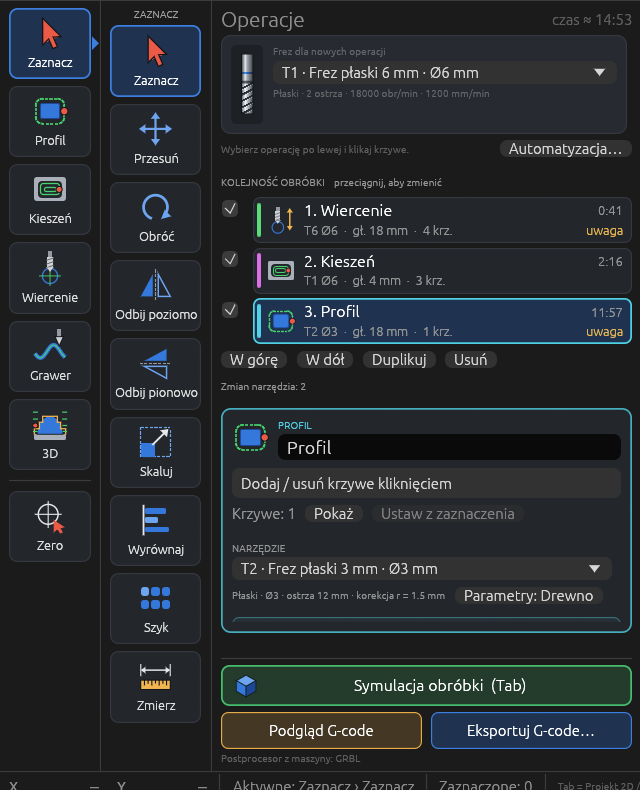 Zaznacz
Profil
Kieszeń
Wiercenie
Grawer
3D
Zero
ZAZNACZ
Zaznacz
Przesuń
Obróć
Odbij poziomo
Odbij pionowo
Skaluj
Wyrównaj
Szyk
Zmierz
Operacje
czas ≈ 14:53
Frez dla nowych operacji
T1 · Frez płaski 6 mm · Ø6 mm
Płaski · 2 ostrza · 18000 obr/min · 1200 mm/min
Wybierz operację po lewej i klikaj krzywe.
Automatyzacja...
KOLEJNOŚĆ OBRÓBKI przeciągnij, aby zmienić
1. Wiercenie 0:41
T6 Ø6 · gł. 18 mm · 4 krz. uwaga
2. Kieszeń 2:16
T1 Ø6 · gł. 4 mm · 3 krz.
3. Profil 11:57
T2 Ø3 · gł. 18 mm · 1 krz. uwaga
W górę W dół Duplikuj Usuń
Zmian narzędzia: 2
PROFIL
Profil
Dodaj / usuń krzywe kliknięciem
Krzywe: 1 Pokaż Ustaw z zaznaczenia
NARZĘDZIE
T2 · Frez płaski 3 mm · Ø3 mm
Płaski · Ø3 · ostrza 12 mm · korekcja r = 1.5 mm Parametry: Drewno
Symulacja obróbki (Tab)
Podgląd G-code Eksportuj G-code...
Postprocesor z maszyny: GRBL
X — Y — Aktywne: Zaznacz › Zaznacz Zaznaczone: 0 Tab = Projekt 2D /